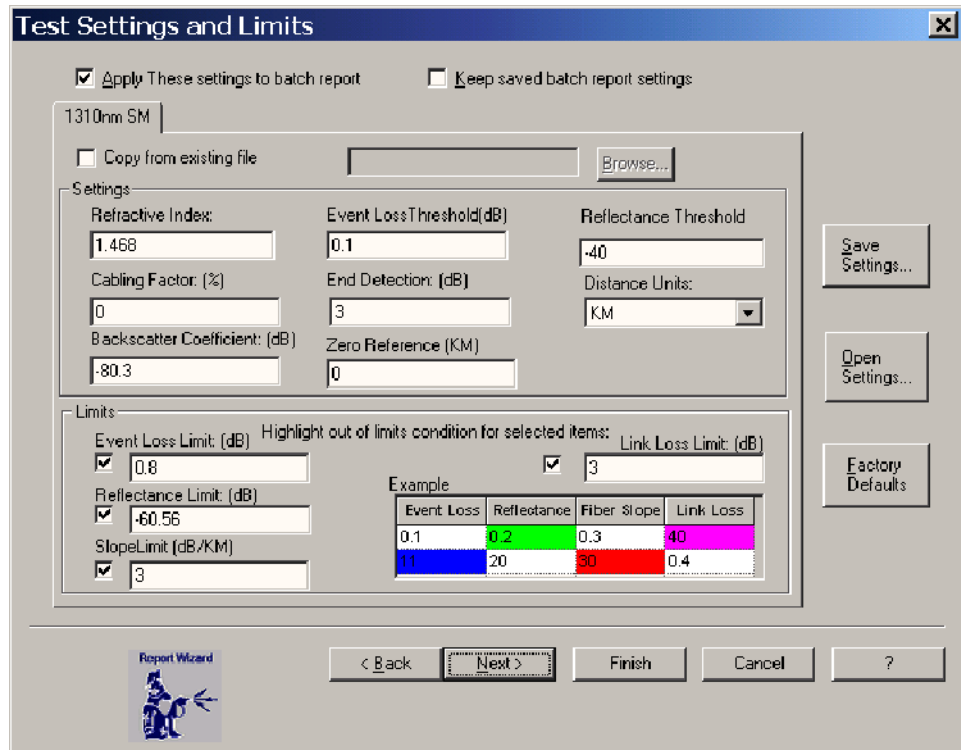 Test Settings and Limits
Apply These settings to batch report
Keep saved batch report settings
1310nm SM
Copy from existing file
Browse...
Settings
Refractive Index:
1.468
Event LossThreshold(dB)
0.1
Reflectance Threshold
-40
Cabling Factor: (%)
0
End Detection: (dB)
3
Distance Units:
KM
Backscatter Coefficient: (dB)
-80.3
Zero Reference (KM)
0
Save Settings...
Open Settings...
Factory Defaults
Limits
Highlight out of limits condition for selected items:
Event Loss Limit: (dB)
0.8
Link Loss Limit: (dB)
3
Reflectance Limit: (dB)
-60.56
SlopeLimit (dB/KM)
3
Example
Event Loss Reflectance Fiber Slope Link Loss
0.1 0.2 0.3 40
11 20 30 0.4
Report Wizard
< Back
Next >
Finish
Cancel
?